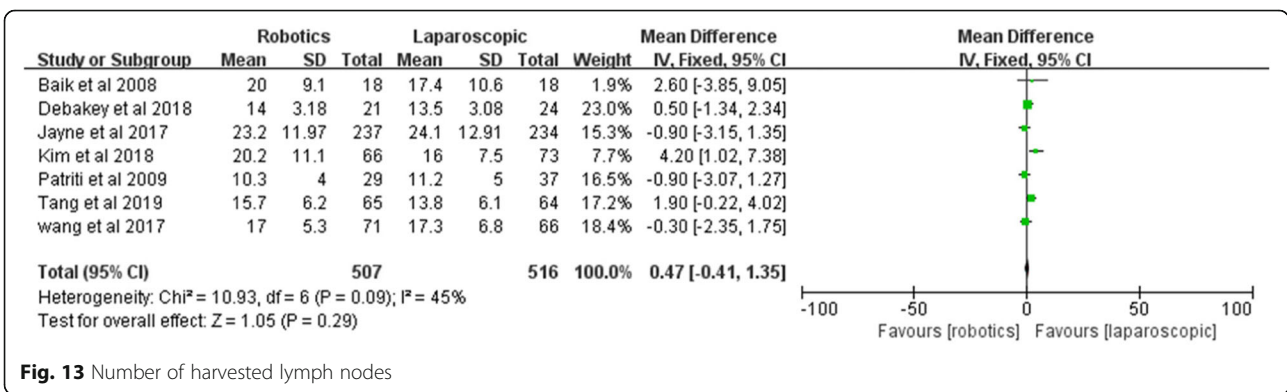 Robotics Laparoscopic Mean Difference Mean Difference
Study or Subgroup Mean SD Total Mean SD Total Weight IV, Fixed, 95% CI IV, Fixed, 95% CI
Baik et al 2008 20 9.1 18 17.4 10.6 18 1.9% 2.60 [-3.85, 9.05]
Debakey et al 2018 14 3.18 21 13.5 3.08 24 23.0% 0.50 [-1.34, 2.34]
Jayne et al 2017 23.2 11.97 237 24.1 12.91 234 15.3% -0.90 [-3.15, 1.35]
Kim et al 2018 20.2 11.1 66 16 7.5 73 7.7% 4.20 [1.02, 7.38]
Patriti et al 2009 10.3 4 29 11.2 5 37 16.5% -0.90 [-3.07, 1.27]
Tang et al 2019 15.7 6.2 65 13.8 6.1 64 17.2% 1.90 [-0.22, 4.02]
wang et al 2017 17 5.3 71 17.3 6.8 66 18.4% -0.30 [-2.35, 1.75]
Total (95% CI) 507 516 100.0% 0.47 [-0.41, 1.35]
Heterogeneity: Chi² = 10.93, df = 6 (P = 0.09); I² = 45%
Test for overall effect: Z = 1.05 (P = 0.29)
-100 -50 0 50 100
Favours [robotics] Favours [laparoscopic]
Fig. 13 Number of harvested lymph nodes